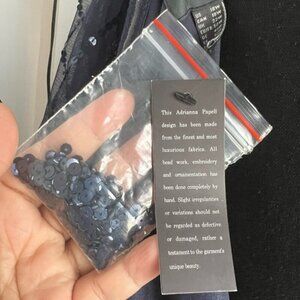 This Adrianna Papell
design has been made
from the finest and most
luxurious fabrics. All
bead work, embroidery
and ornamentation has
been done completely by
hand. Slight irregularities
or variations should not
be regarded as defective
or damaged, rather a
testament to the garment's
unique beauty.